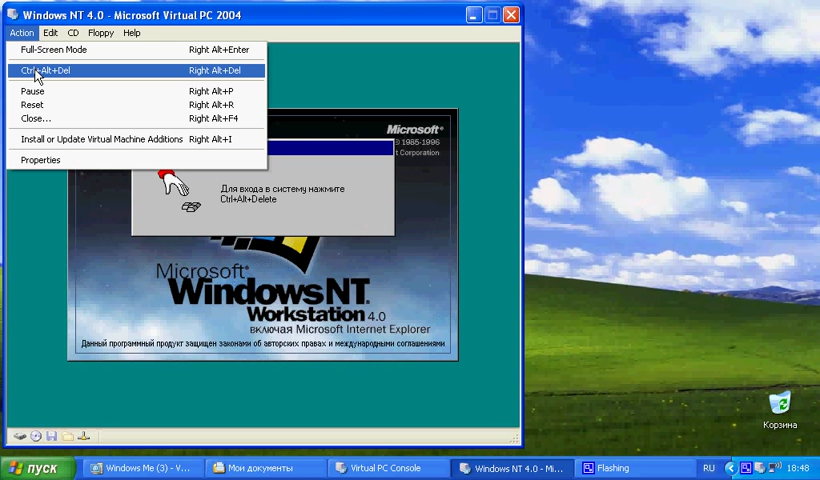 Windows NT 4.0 - Microsoft Virtual PC 2004
Action Edit CD Floppy Help
Full-Screen Mode Right Alt+Enter
Ctrl+Alt+Del Right Alt+Del
Pause Right Alt+P
Reset Right Alt+R
Close... Right Alt+F4
Install or Update Virtual Machine Additions Right Alt+I
Properties
Microsoft®
© 1985-1996
t Corporation
Для входа в систему нажмите
Ctrl+Alt+Delete
Microsoft®
Windows NT.
Workstation 4.0
включая Microsoft Internet Explorer
Данный программный продукт защищен законами об авторских правах и международными соглашениями
Корзина
пуск
Windows Me (3) - V...
Мои документы
Virtual PC Console
Windows NT 4.0 - Mi...
Flashing
RU
18:48